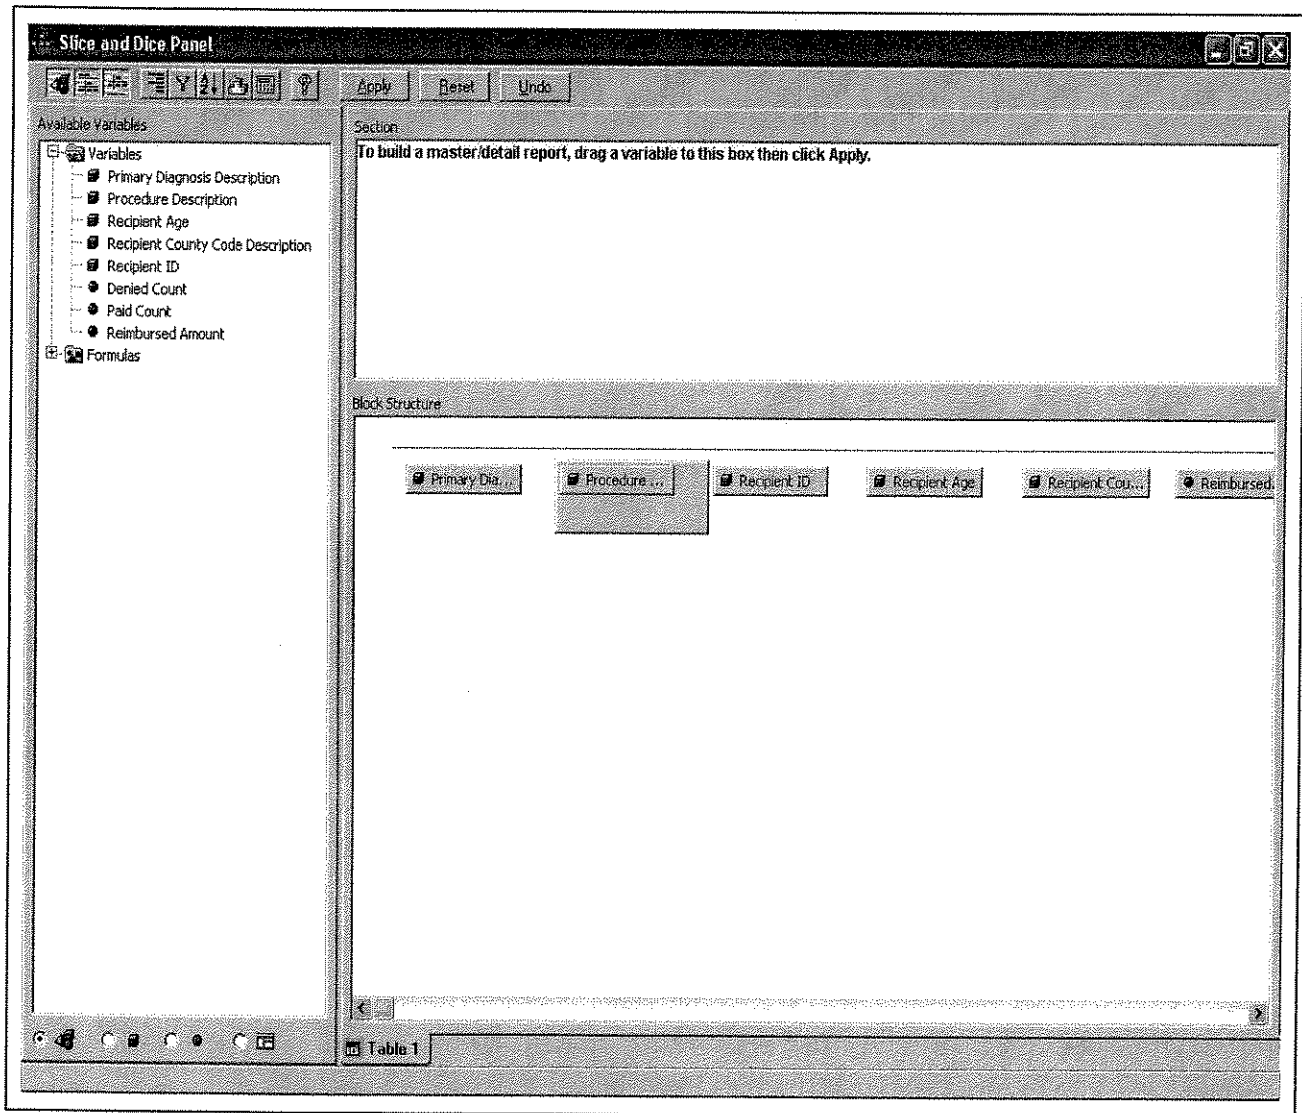 Slice and Dice Panel
Apply Reset Undo
Available Variables
Variables
Primary Diagnosis Description
Procedure Description
Recipient Age
Recipient County Code Description
Recipient ID
Denied Count
Paid Count
Reimbursed Amount
Formulas
Section
To build a master/detail report, drag a variable to this box then click Apply.
Block Structure
Primary Dia... Procedure ... Recipient ID Recipient Age Recipient Cou... Reimbursed.
Table 1